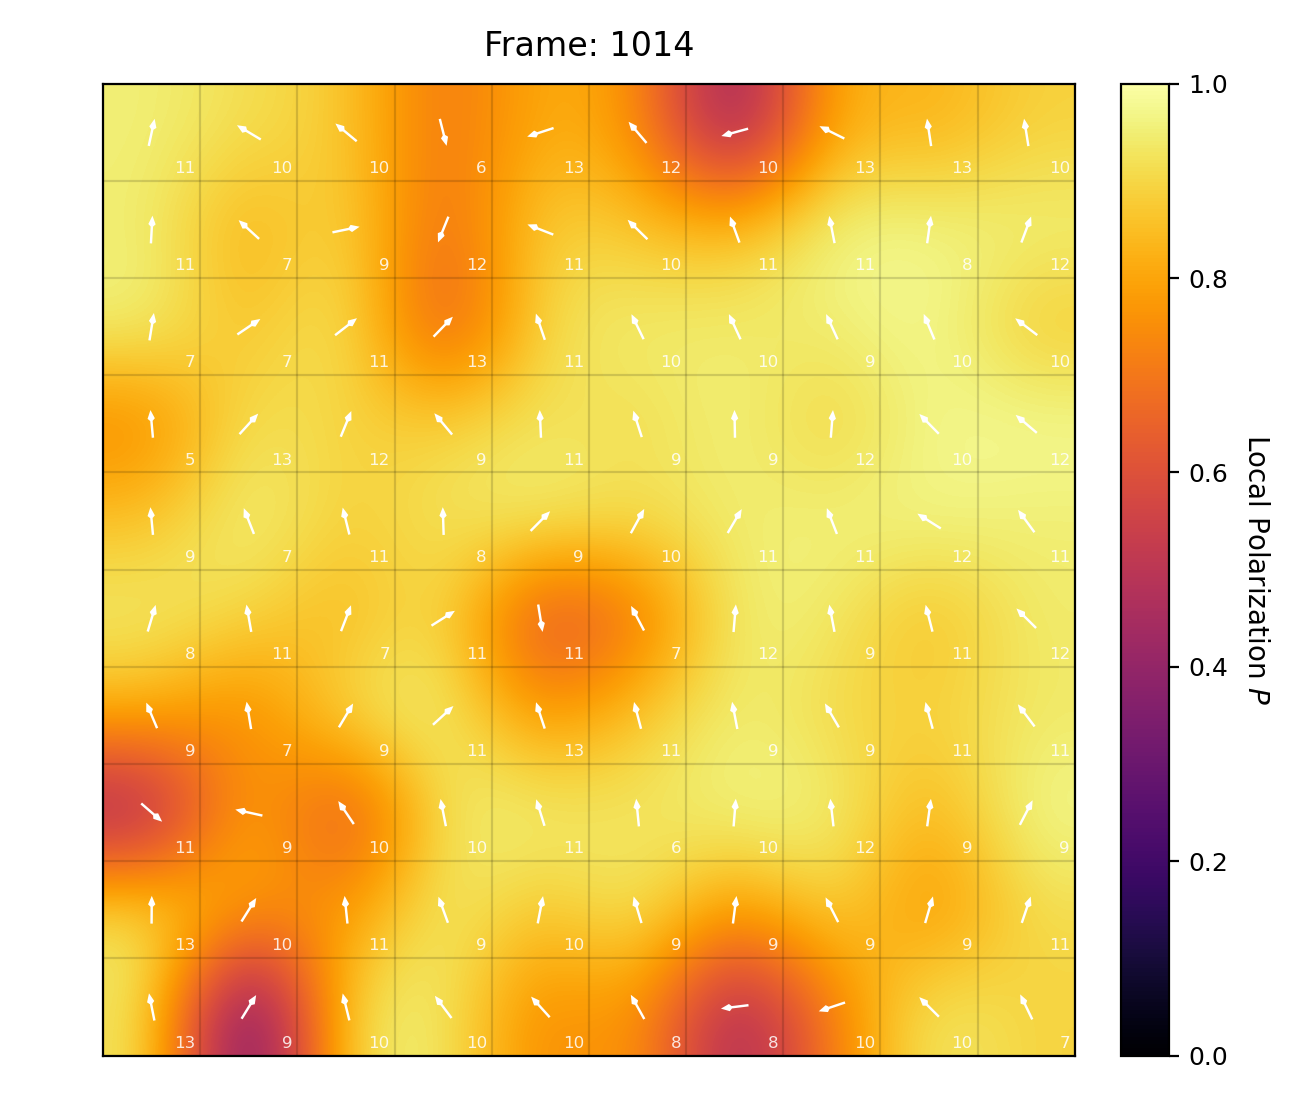 Frame: 1014
11 10 10 6 13 12 10 13 13 10
11 7 9 12 11 10 11 11 8 12
7 7 11 13 11 10 10 9 10 10
5 13 12 9 11 9 9 12 10 12
9 7 11 8 9 10 11 11 12 11
8 11 7 11 11 7 12 9 11 12
9 7 9 11 13 11 9 9 11 11
11 9 10 10 11 6 10 12 9 9
13 10 11 9 10 9 9 9 9 11
13 9 10 10 10 8 8 10 10 7
1.0
0.8
0.6
0.4
0.2
0.0
Local Polarization P